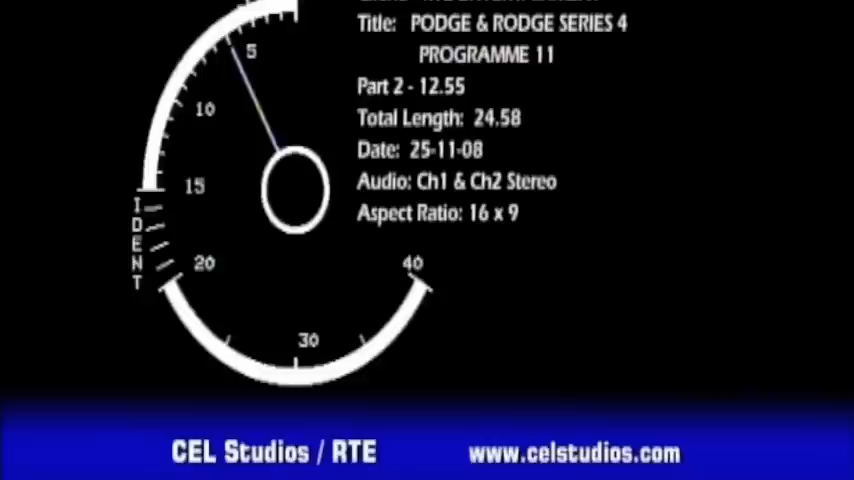 Title: PODGE & RODGE SERIES 4
PROGRAMME 11
Part 2 - 12.55
Total Length: 24.58
Date: 25-11-08
Audio: Ch1 & Ch2 Stereo
Aspect Ratio: 16 x 9
5
10
15
IDENT
20
40
30
CEL Studios / RTE
www.celstudios.com